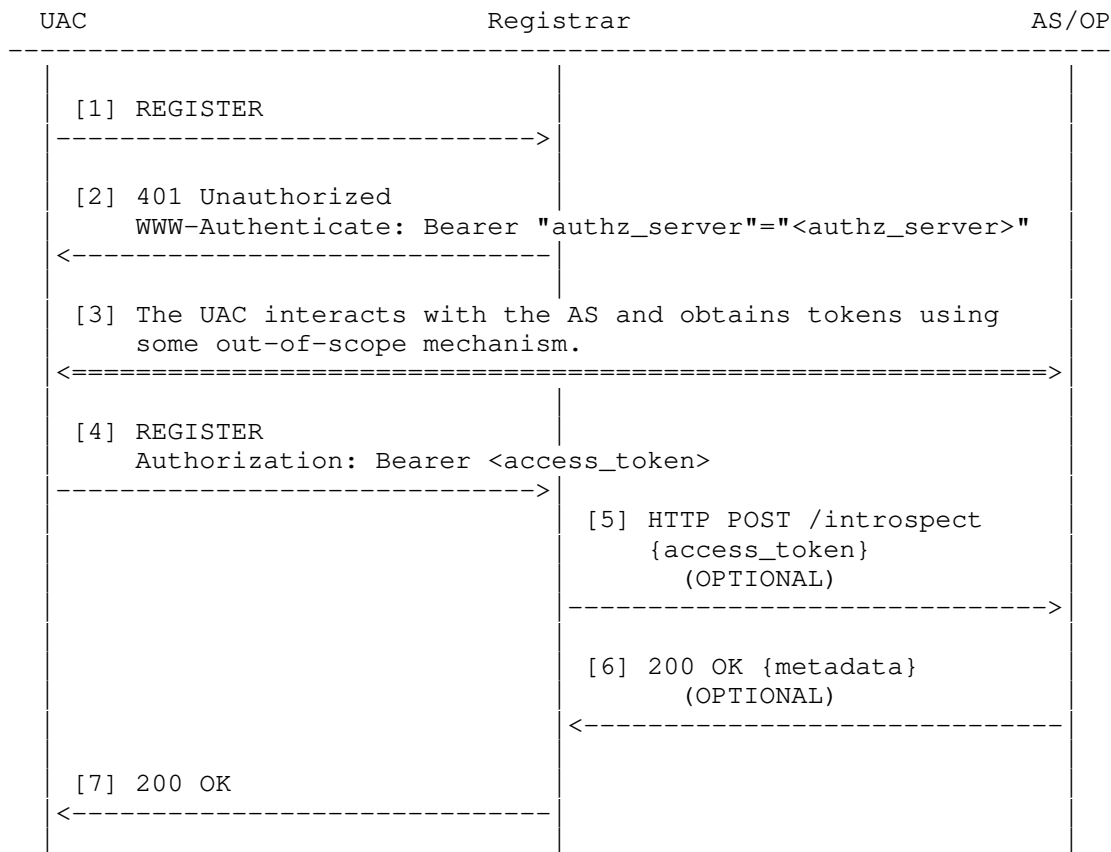 UAC Registrar AS/OP
[1] REGISTER
[2] 401 Unauthorized
WWW-Authenticate: Bearer "authz_server"="<authz_server>"
[3] The UAC interacts with the AS and obtains tokens using
some out-of-scope mechanism.
[4] REGISTER
Authorization: Bearer <access_token>
[5] HTTP POST /introspect
{access_token}
(OPTIONAL)
[6] 200 OK {metadata}
(OPTIONAL)
[7] 200 OK